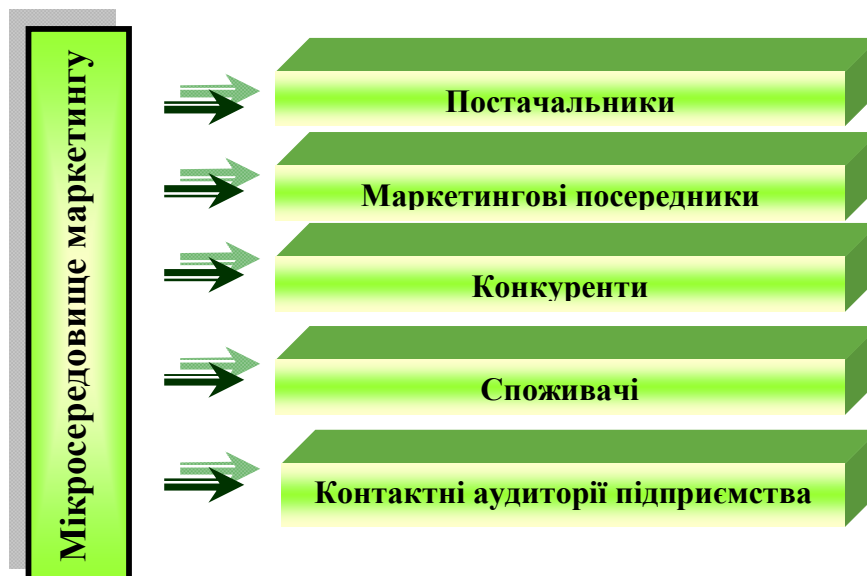 Мікросередовище маркетингу
Постачальники
Маркетингові посередники
Конкуренти
Споживачі
Контактні аудиторії підприємства